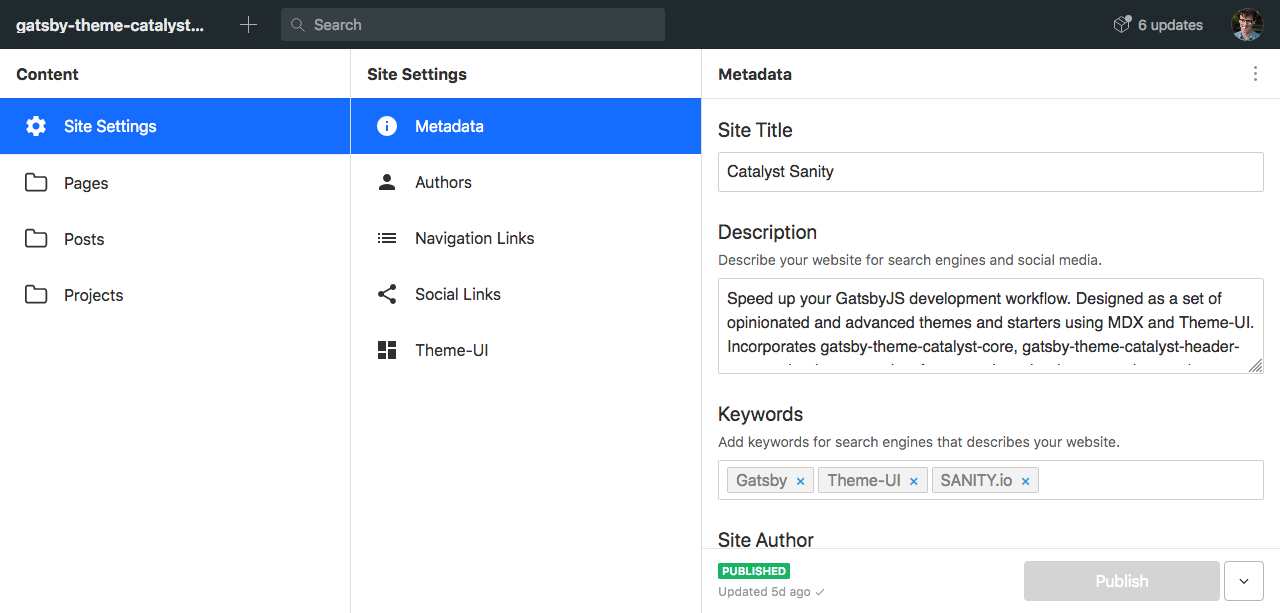 gatsby-theme-catalyst...
Search
6 updates
Content
Site Settings
Pages
Posts
Projects
Site Settings
Metadata
Authors
Navigation Links
Social Links
Theme-UI
Metadata
Site Title
Catalyst Sanity
Description
Describe your website for search engines and social media.
Speed up your GatsbyJS development workflow. Designed as a set of
opinionated and advanced themes and starters using MDX and Theme-UI.
Incorporates gatsby-theme-catalyst-core, gatsby-theme-catalyst-header-
Keywords
Add keywords for search engines that describes your website.
Gatsby × Theme-UI × SANITY.io ×
Site Author
PUBLISHED
Updated 5d ago
Publish